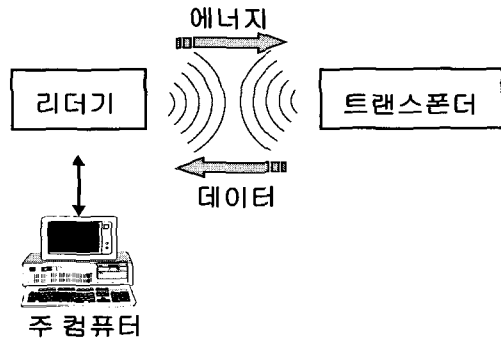 에너지
리더기
트랜스폰더
데이터
주 컴퓨터